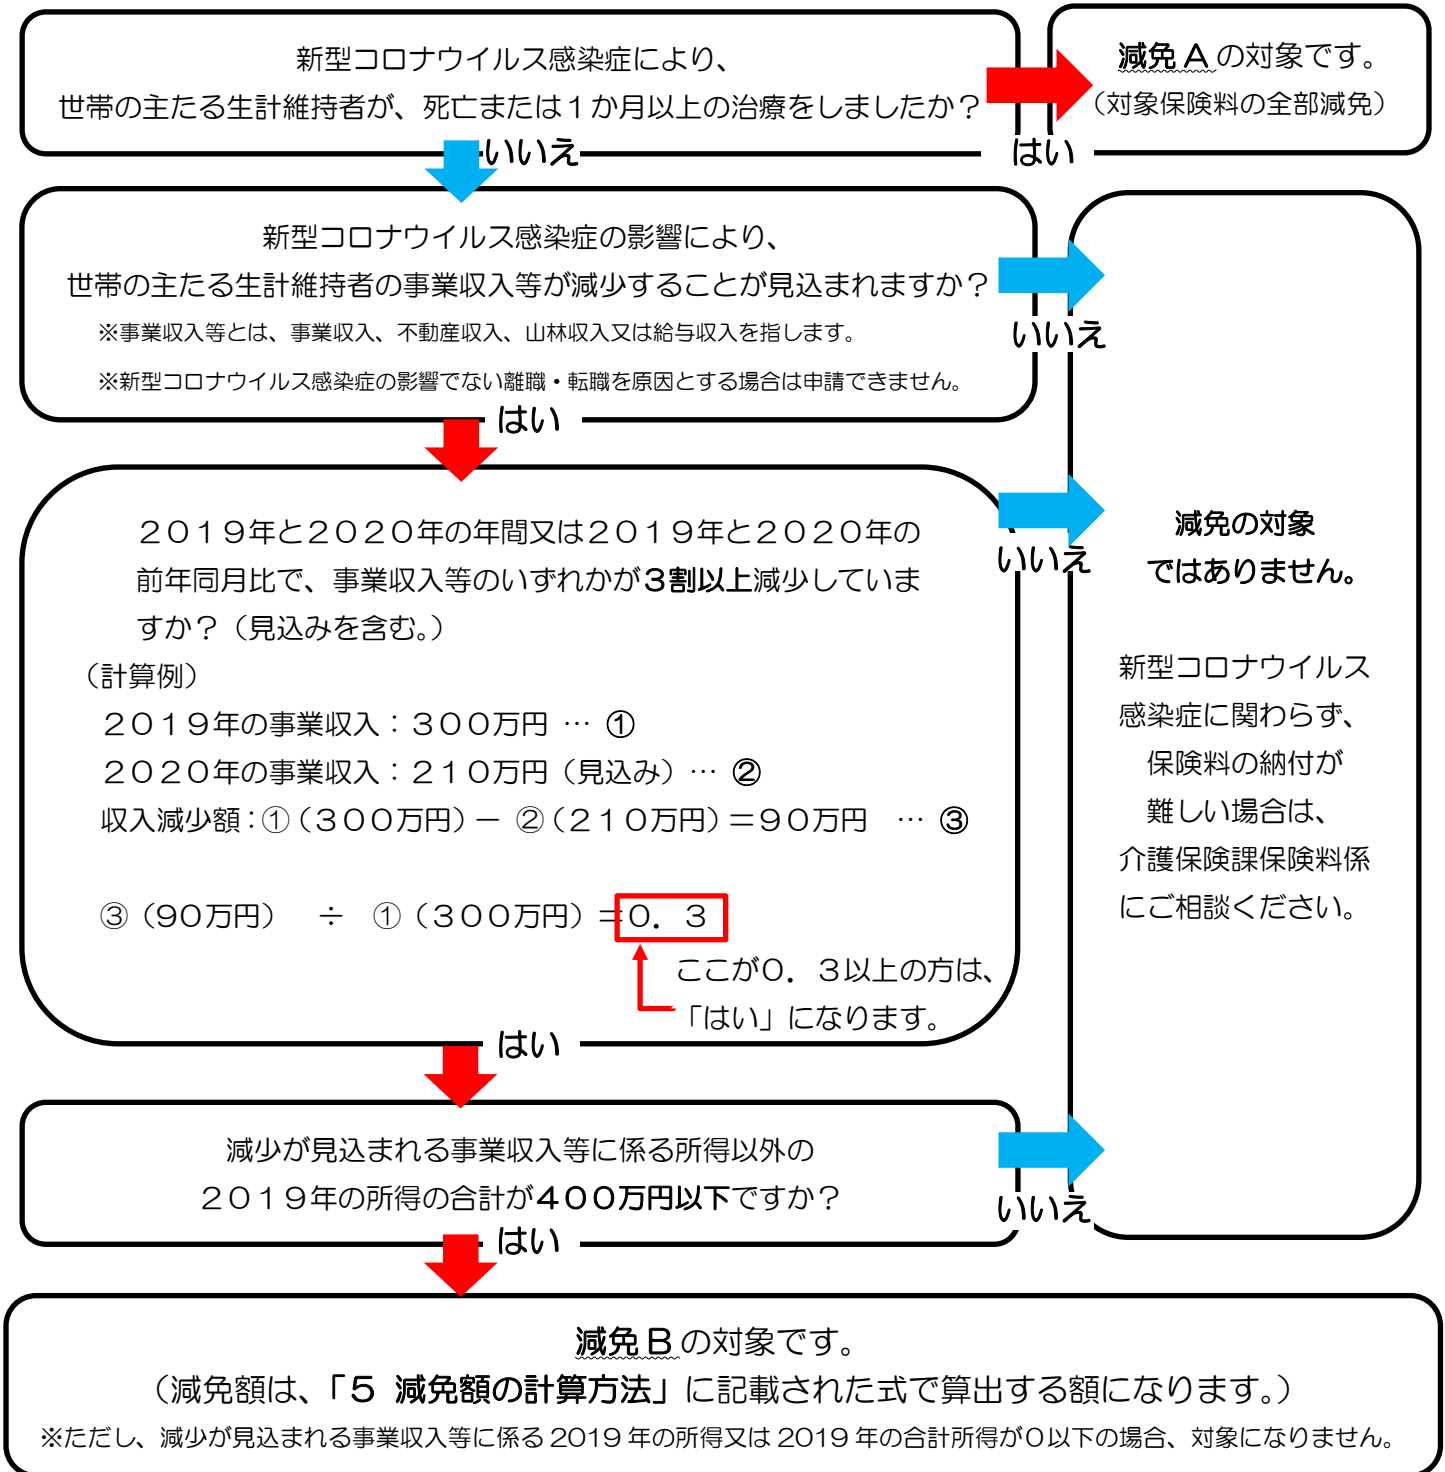 新型コロナウイルス感染症により、
世帯の主たる生計維持者が、死亡または１か月以上の治療をしましたか？
減免Ａの対象です。
（対象保険料の全部減免）
いいえ
はい
新型コロナウイルス感染症の影響により、
世帯の主たる生計維持者の事業収入等が減少することが見込まれますか？
※事業収入等とは、事業収入、不動産収入、山林収入又は給与収入を指します。
※新型コロナウイルス感染症の影響でない離職・転職を原因とする場合は申請できません。
いいえ
はい
２０１９年と２０２０年の年間又は２０１９年と２０２０年の
前年同月比で、事業収入等のいずれかが３割以上減少していま
すか？（見込みを含む。）
（計算例）
２０１９年の事業収入：３００万円 … ①
２０２０年の事業収入：２１０万円（見込み）… ②
収入減少額：①（３００万円）－ ②（２１０万円）＝９０万円 … ③
③（９０万円） ÷ ①（３００万円）＝０．３
ここが０．３以上の方は、
「はい」になります。
いいえ
はい
減少が見込まれる事業収入等に係る所得以外の
２０１９年の所得の合計が４００万円以下ですか？
いいえ
はい
減免の対象
ではありません。
新型コロナウイルス
感染症に関わらず、
保険料の納付が
難しい場合は、
介護保険課保険料係
にご相談ください。
減免Ｂの対象です。
（減免額は、「５ 減免額の計算方法」に記載された式で算出する額になります。）
※ただし、減少が見込まれる事業収入等に係る 2019 年の所得又は 2019 年の合計所得が０以下の場合、対象になりません。